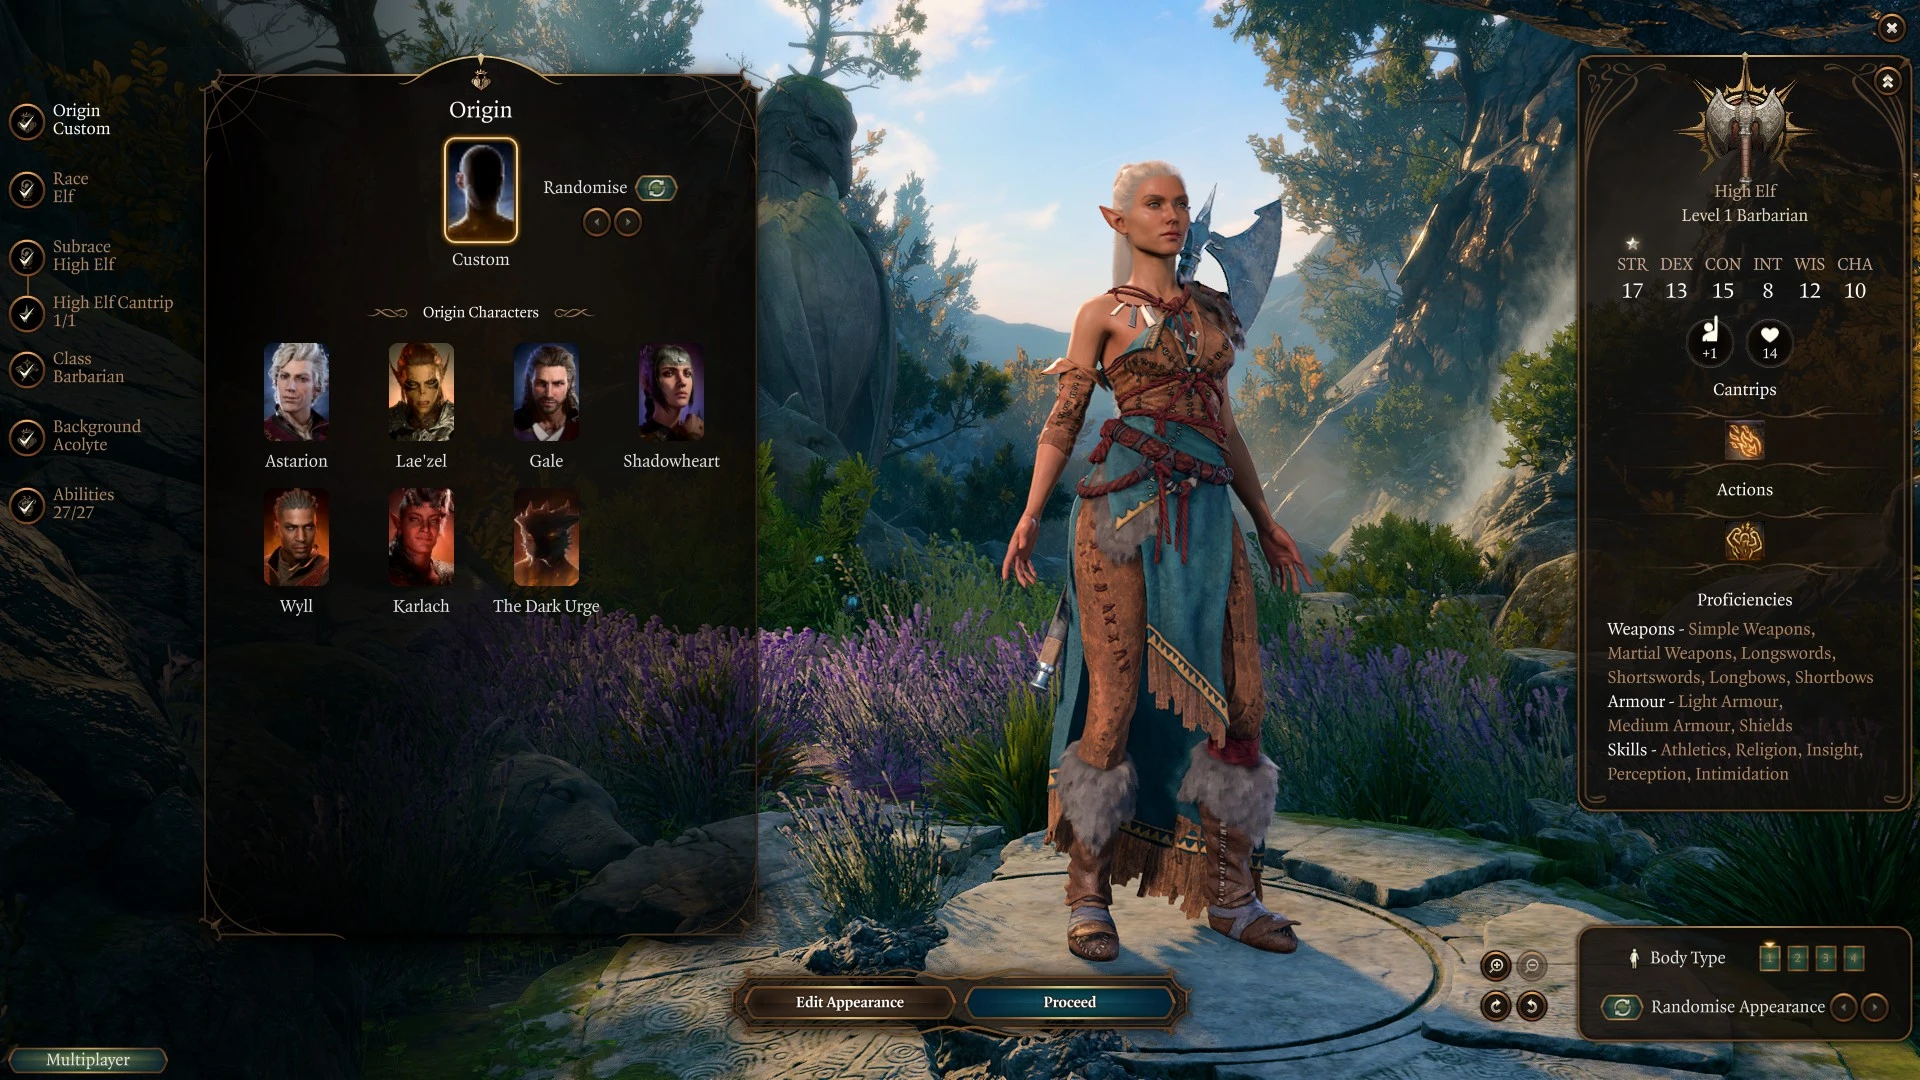 Origin
Custom
Race
Elf
Subrace
High Elf
High Elf Cantrip
1/1
Class
Barbarian
Background
Acolyte
Abilities
27/27
Multiplayer
Origin
Randomise
Custom
Origin Characters
Astarion
Lae'zel
Gale
Shadowheart
Wyll
Karlach
The Dark Urge
Edit Appearance
Proceed
High Elf
Level 1 Barbarian
STR DEX CON INT WIS CHA
17 13 15 8 12 10
+1 14
Cantrips
Actions
Proficiencies
Weapons - Simple Weapons,
Martial Weapons, Longswords,
Shortswords, Longbows, Shortbows
Armour - Light Armour,
Medium Armour, Shields
Skills - Athletics, Religion, Insight,
Perception, Intimidation
Body Type 1 2 3 4
Randomise Appearance